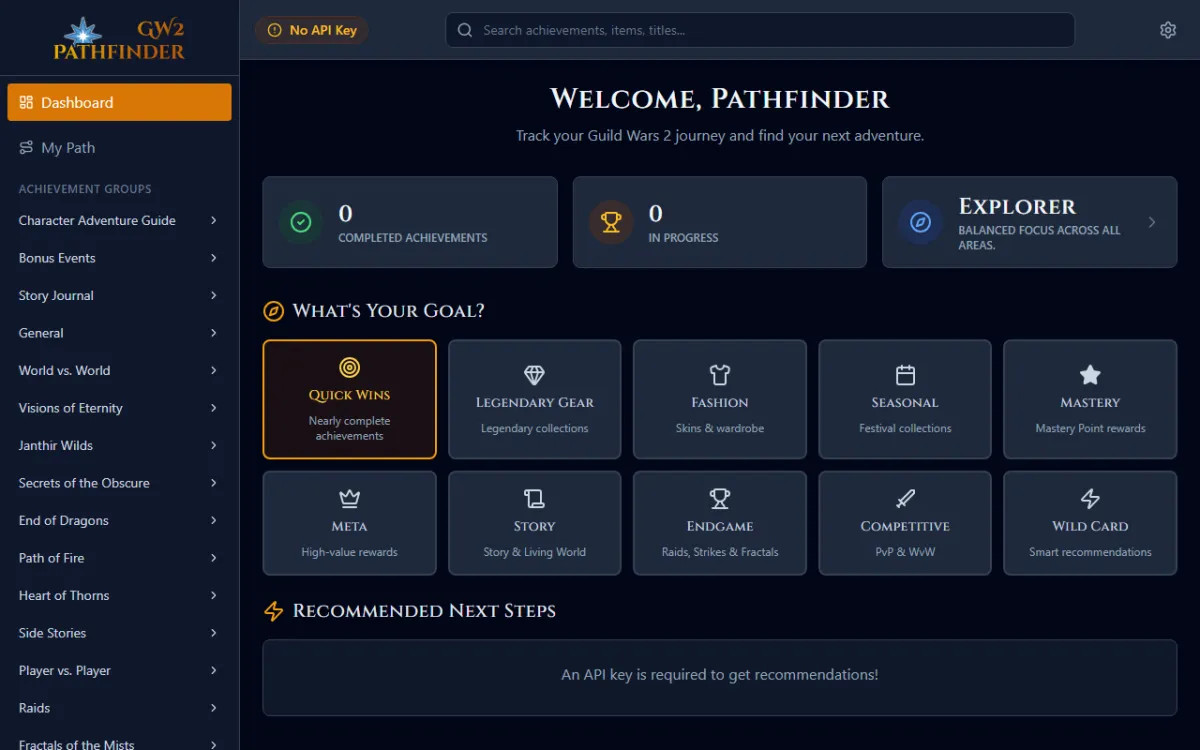 GW2
PATHFINDER
No API Key
Search achievements, items, titles...
Dashboard
My Path
ACHIEVEMENT GROUPS
Character Adventure Guide
Bonus Events
Story Journal
General
World vs. World
Visions of Eternity
Janthir Wilds
Secrets of the Obscure
End of Dragons
Path of Fire
Heart of Thorns
Side Stories
Player vs. Player
Raids
Fractals of the Mists
Welcome, Pathfinder
Track your Guild Wars 2 journey and find your next adventure.
0
COMPLETED ACHIEVEMENTS
0
IN PROGRESS
Explorer
BALANCED FOCUS ACROSS ALL
AREAS.
What's Your Goal?
Quick Wins
Nearly complete
achievements
Legendary Gear
Legendary collections
Fashion
Skins & wardrobe
Seasonal
Festival collections
Mastery
Mastery Point rewards
Meta
High-value rewards
Story
Story & Living World
Endgame
Raids, Strikes & Fractals
Competitive
PvP & WvW
Wild Card
Smart recommendations
Recommended Next Steps
An API key is required to get recommendations!